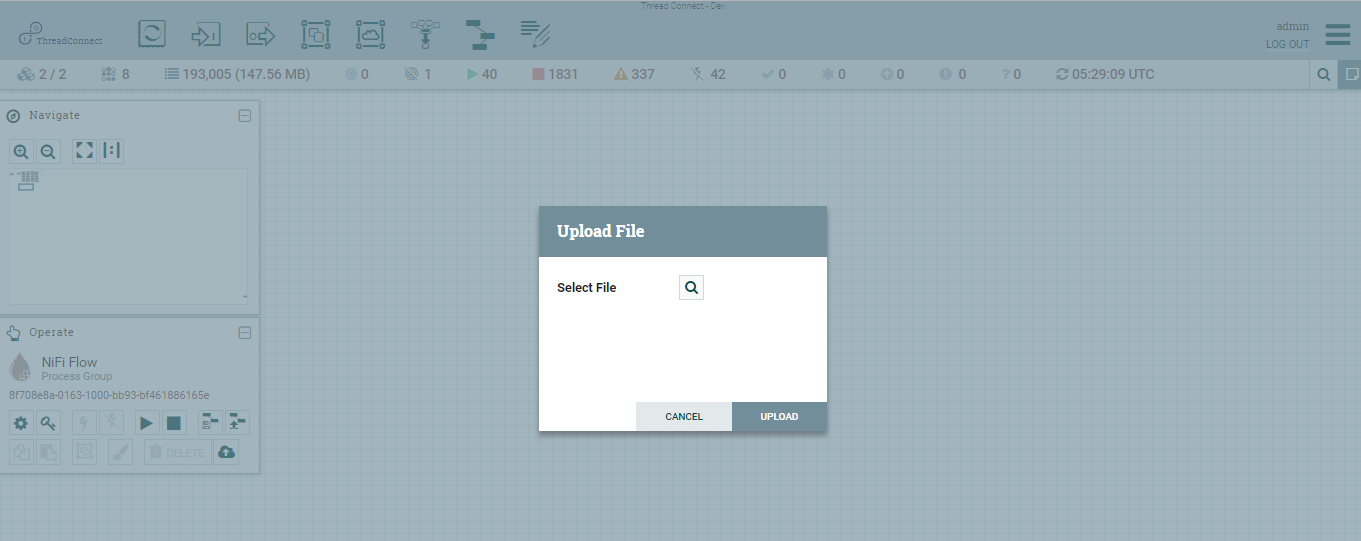 Thread Connect - Dev
ThreadConnect
admin
LOG OUT
2 / 2 8 193,005 (147.56 MB) 0 1 40 1831 337 42 0 0 0 0 ? 0 05:29:09 UTC
Navigate
Operate
NiFi Flow
Process Group
8f708e8a-0163-1000-bb93-bf461886165e
DELETE
Upload File
Select File
CANCEL UPLOAD